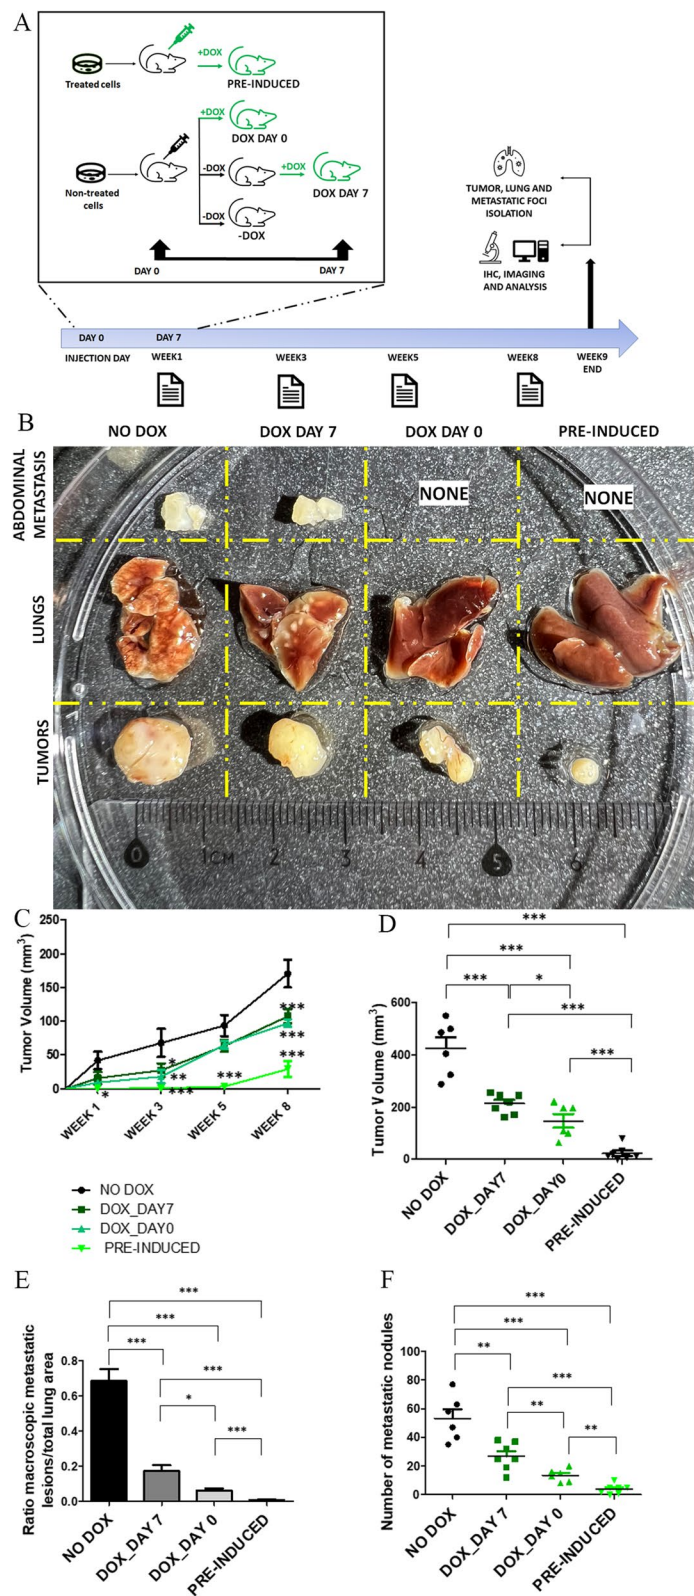 A
+DOX
Treated cells
PRE-INDUCED
+DOX
DOX DAY 0
-DOX
+DOX
Non-treated
cells
DOX DAY 7
-DOX
-DOX
DAY 0
DAY 7
TUMOR, LUNG AND
METASTATIC FOCI
ISOLATION
IHC, IMAGING
AND ANALYSIS
DAY 0
DAY 7
INJECTION DAY
WEEK1
WEEK3
WEEK5
WEEK8
WEEK9
END
B
NO DOX
DOX DAY 7
DOX DAY 0
PRE-INDUCED
ABDOMINAL
METASTASIS
NONE
NONE
LUNGS
TUMORS
0
1CM
2
3
4
5
6
C
Tumor Volume (mm3)
250
200
150
100
50
0
*
*
**
***
***
***
***
***
WEEK 1
WEEK 3
WEEK 5
WEEK 8
NO DOX
DOX_DAY7
DOX_DAY0
PRE-INDUCED
D
***
***
***
*
***
***
Tumor Volume (mm3)
600
400
200
0
NO DOX
DOX_DAY7
DOX_DAY0
PRE-INDUCED
E
***
***
***
***
*
***
Ratio macroscopic metastatic
lesions/total lung area
0.8
0.6
0.4
0.2
0.0
NO DOX
DOX_DAY 7
DOX_DAY 0
PRE-INDUCED
F
***
***
**
***
**
**
Number of metastatic nodules
100
80
60
40
20
0
NO DOX
DOX_DAY 7
DOX_DAY 0
PRE-INDUCED